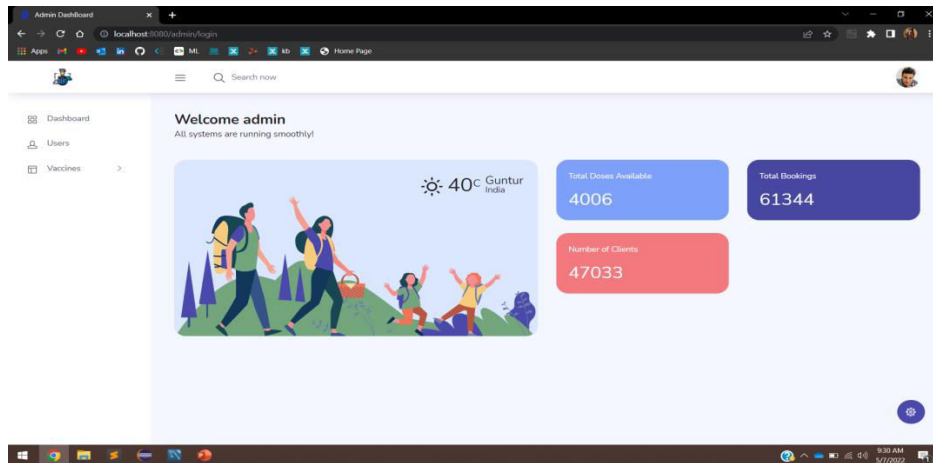 Admin DashBoard
localhost:8080/admin/login
Apps
ML
kb
Home Page
Search now
Dashboard
Users
Vaccines
Welcome admin
All systems are running smoothly!
40C Guntur
India
Total Doses Available
4006
Total Bookings
61344
Number of Clients
47033
9:30 AM
5/7/2022